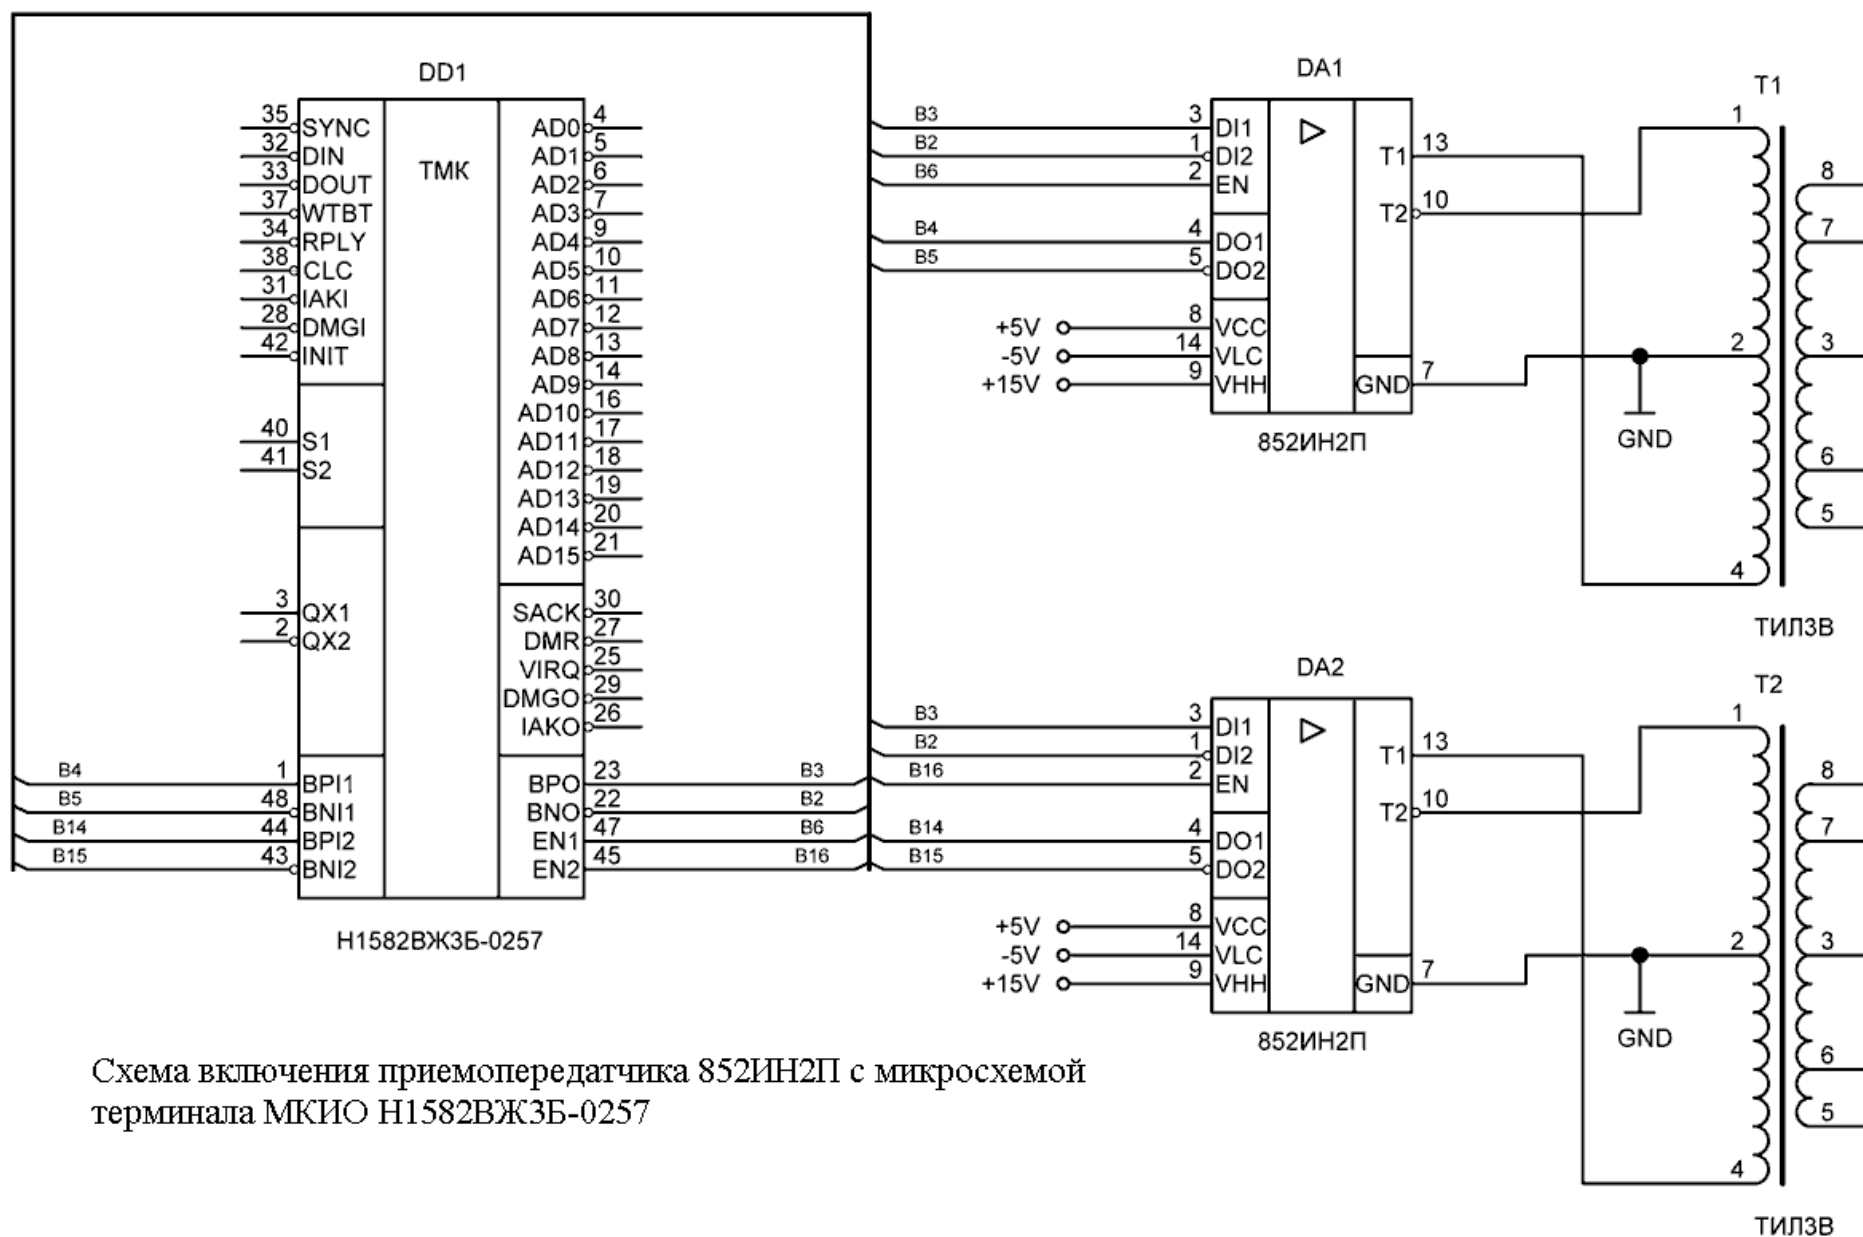 DD1
35 SYNC
32 DIN
33 DOUT
37 WTBT
34 RPLY
38 CLC
31 IAKI
28 DMGI
42 INIT
40 S1
41 S2
3 QX1
2 QX2
B4 1 BPI1
B5 48 BNI1
B14 44 BPI2
B15 43 BNI2
ТМК
AD0 4
AD1 5
AD2 6
AD3 7
AD4 9
AD5 10
AD6 11
AD7 12
AD8 13
AD9 14
AD10 16
AD11 17
AD12 18
AD13 19
AD14 20
AD15 21
SACK 30
DMR 27
VIRQ 25
DMGO 29
IAKO 26
BPO 23 B3
BNO 22 B2
EN1 47 B6
EN2 45 B16
Н1582ВЖ3Б-0257
DA1
B3 3 DI1
B2 1 DI2
B6 2 EN
B4 4 DO1
B5 5 DO2
+5V 8 VCC
-5V 14 VLC
+15V 9 VHH
T1 13
T2 10
GND 7
852ИН2П
GND
T1
1
2
4
8
7
3
6
5
ТИЛ3В
DA2
B3 3 DI1
B2 1 DI2
B16 2 EN
B14 4 DO1
B15 5 DO2
+5V 8 VCC
-5V 14 VLC
+15V 9 VHH
T1 13
T2 10
GND 7
852ИН2П
GND
T2
1
2
4
8
7
3
6
5
ТИЛ3В
Схема включения приемопередатчика 852ИН2П с микросхемой
терминала МКИО Н1582ВЖ3Б-0257